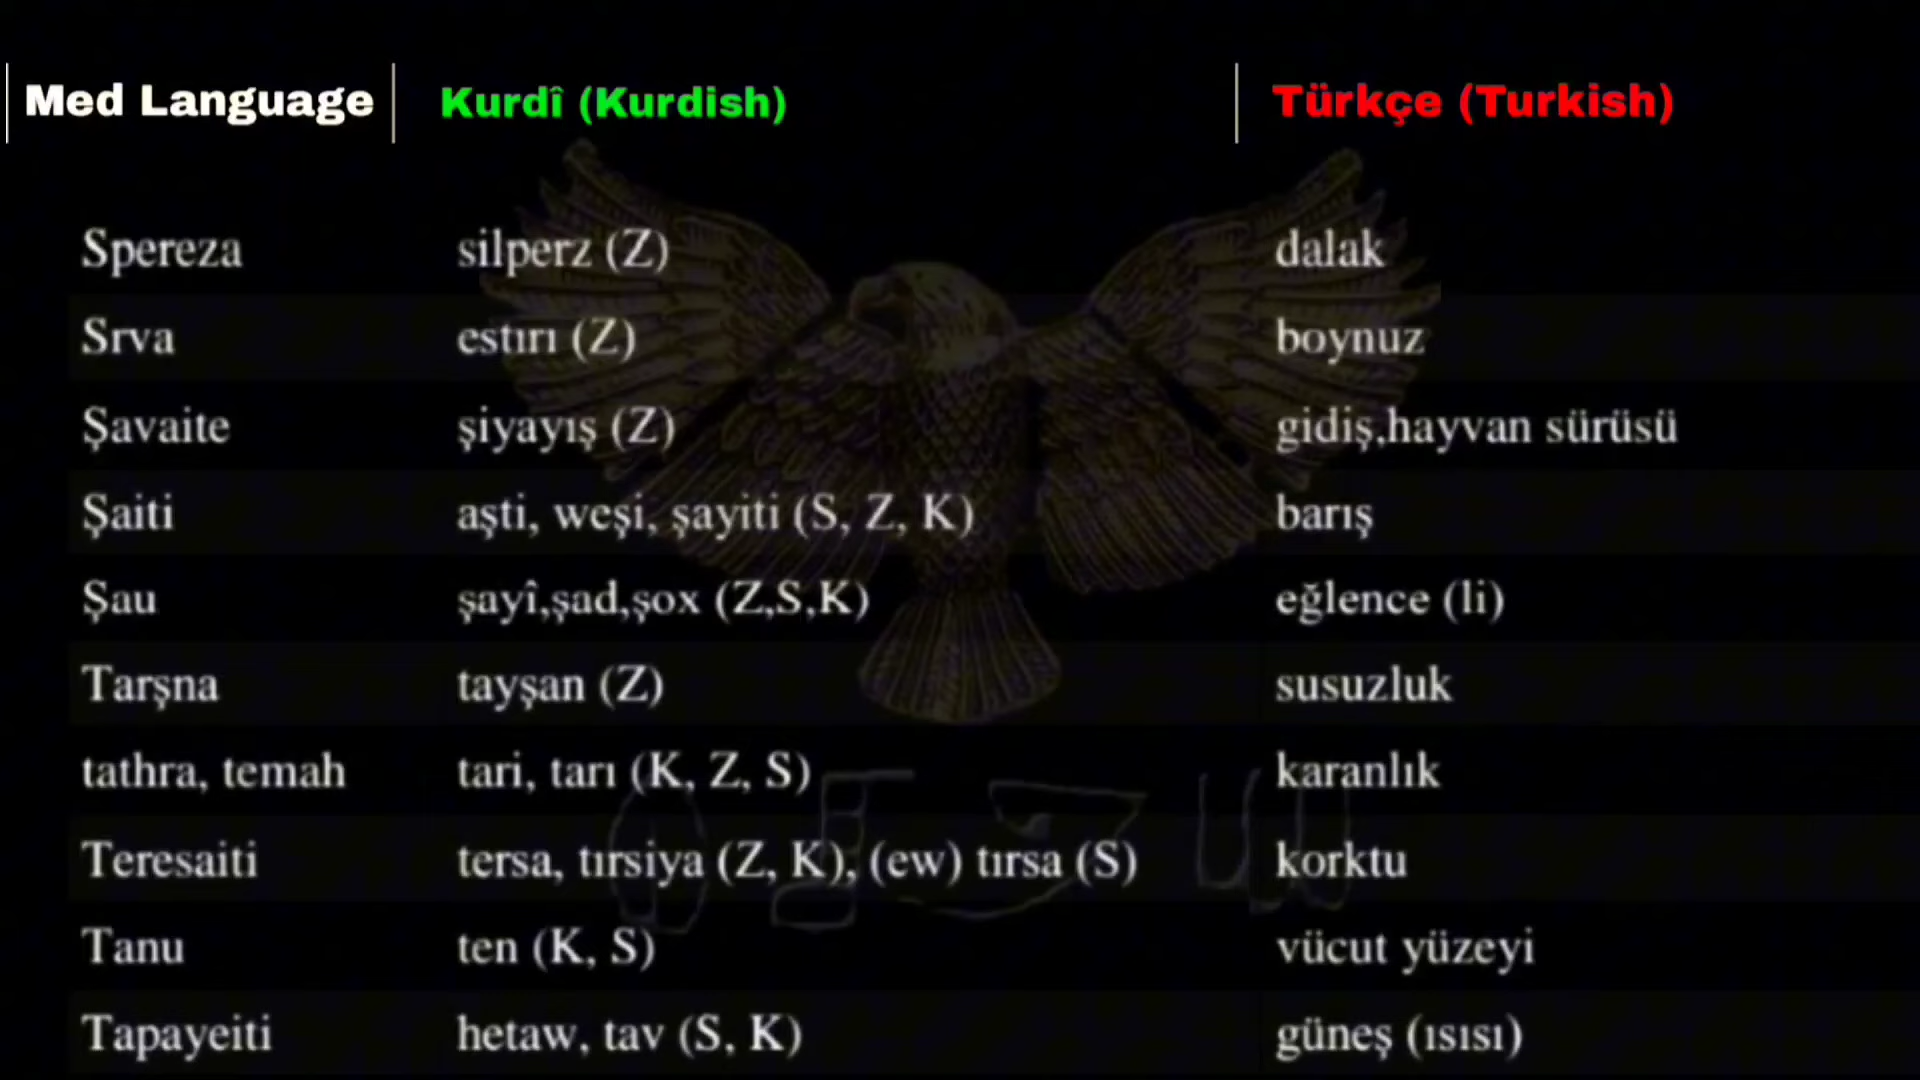 Med Language | Kurdî (Kurdish) | Türkçe (Turkish)
Spereza silperz (Z) dalak
Srva estırı (Z) boynuz
Şavaite şiyayış (Z) gidiş,hayvan sürüsü
Şaiti aşti, weşi, şayiti (S, Z, K) barış
Şau şayî,şad,şox (Z,S,K) eğlence (li)
Tarşna tayşan (Z) susuzluk
tathra, temah tari, tarı (K, Z, S) karanlık
Teresaiti tersa, tırsiya (Z, K), (ew) tırsa (S) korktu
Tanu ten (K, S) vücut yüzeyi
Tapayeiti hetaw, tav (S, K) güneş (ısısı)